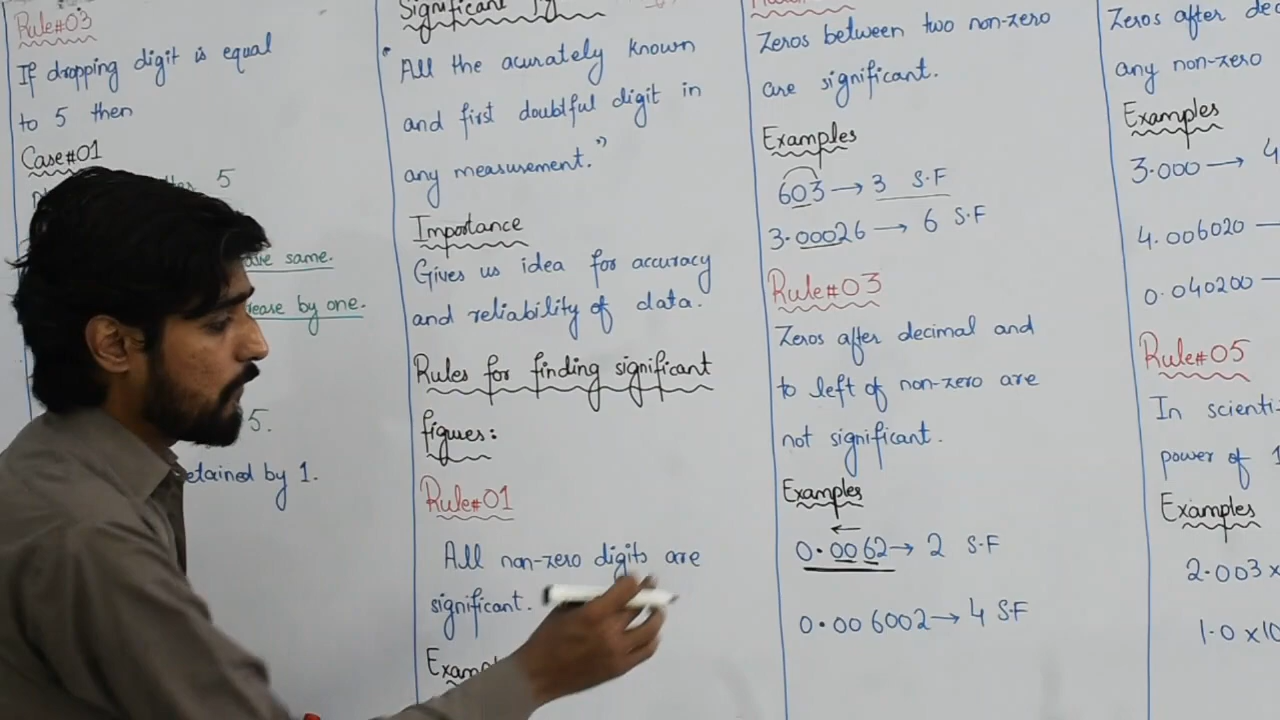 Rule#03
If dropping digit is equal
to 5 then
Case#01
5
same.
by one.
5.
etained by 1.
Significant
"All the acurately known
and first doubtful digit in
any measurement."
Importance
Gives us idea for accuracy
and reliability of data.
Rules for finding significant
figues:
Rule#01
All non-zero digits are
significant.
Exam
Zeros between two non-zero
are significant.
Examples
603 → 3 S.F
3.00026 → 6 S.F
Rule#03
Zeros after decimal and
to left of non-zero are
not significant.
Examples
←
0.0062 → 2 S.F
0.006002 → 4 S.F
Zeros after dec
any non-zero
Examples
3.000 → 4
4.006020 —
0.040200 —
Rule#05
In scienti
power of 1
Examples
2.003 x
1.0 x 10